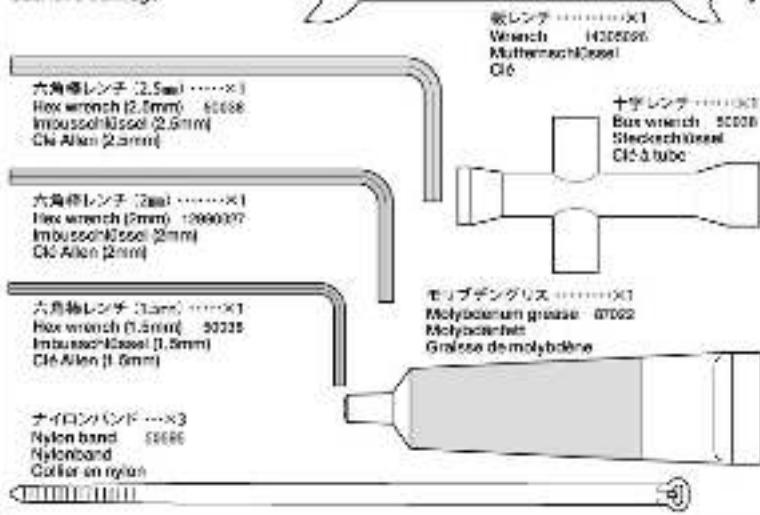 板レンチ ··········×1
Wrench
Mutternschlüssel
Clé
六角棒レンチ (2.5mm) ·····×1
Hex wrench (2.5mm) 50038
Imbusschlüssel (2.5mm)
Clé Allen (2.5mm)
十字レンチ ······×1
Box wrench 50038
Steckschlüssel
Clé à tube
六角棒レンチ (2mm) ·······×1
Hex wrench (2mm) 12990027
Imbusschlüssel (2mm)
Clé Allen (2mm)
六角棒レンチ (1.5mm) ·····×1
Hex wrench (1.5mm) 50038
Imbusschlüssel (1.5mm)
Clé Allen (1.5mm)
モリブデングリス ········×1
Molybdenum grease 87022
Molybdänfett
Graisse de molybdène
ナイロンバンド ···×3
Nylon band
Nylonband
Collier en nylon